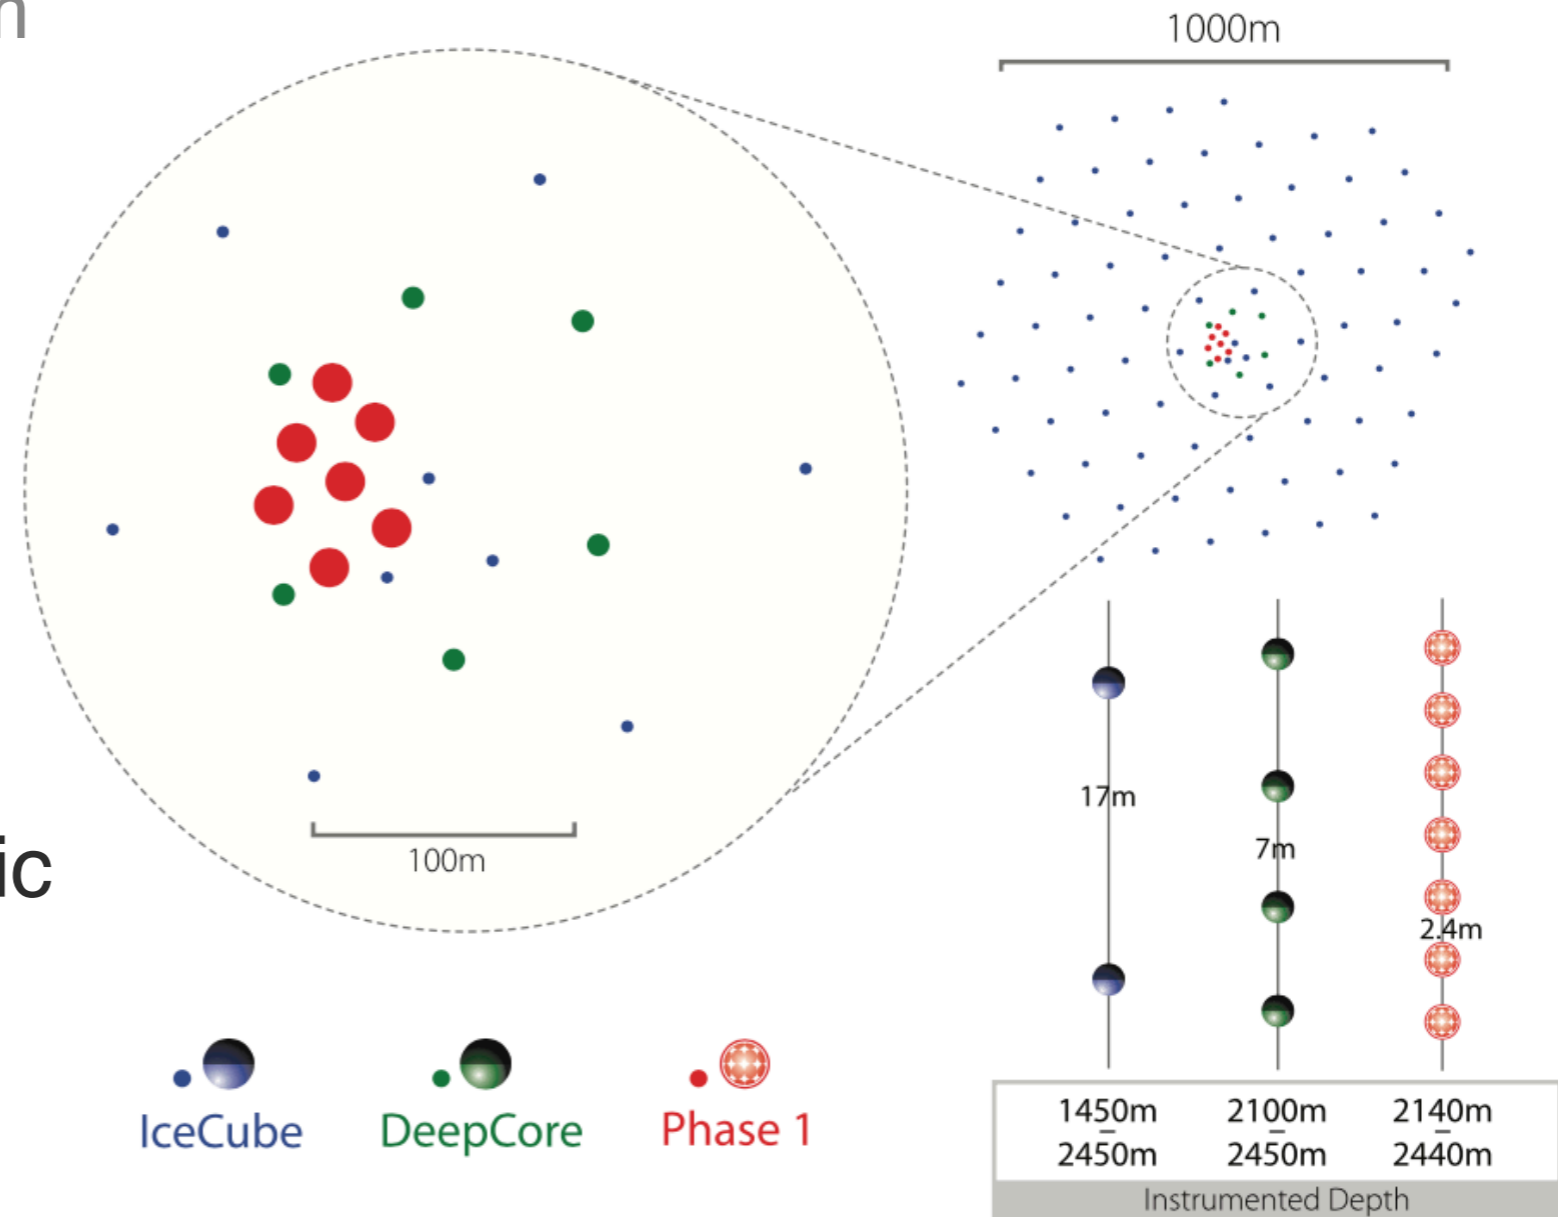 n
1000m
100m
ic
17m
7m
2.4m
IceCube
DeepCore
Phase 1
1450m
–
2450m
2100m
–
2450m
2140m
–
2440m
Instrumented Depth